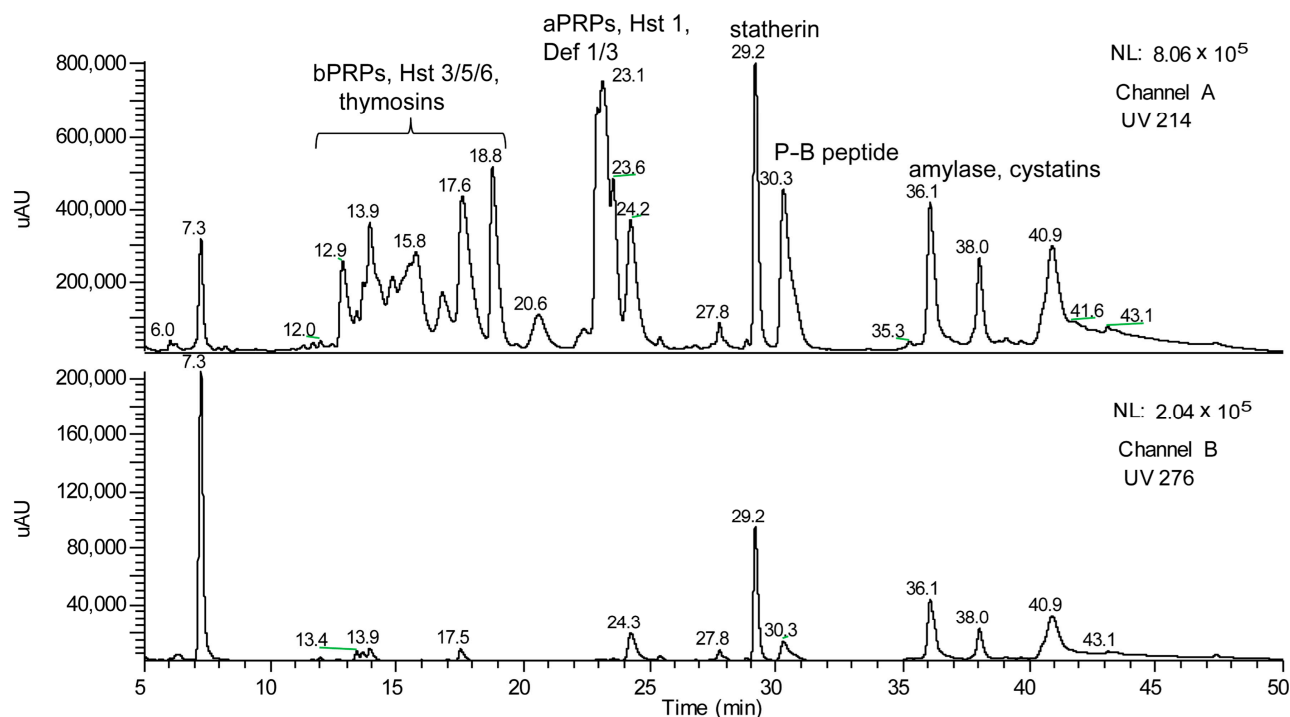 aPRPs, Hst 1,
Def 1/3
statherin
bPRPs, Hst 3/5/6,
thymosins
P-B peptide
amylase, cystatins
NL: 8.06 x 10⁵
Channel A
UV 214
800,000
600,000
400,000
200,000
uAU
6.0
7.3
12.0
12.9
13.9
15.8
17.6
18.8
20.6
23.1
23.6
24.2
27.8
29.2
30.3
35.3
36.1
38.0
40.9
41.6
43.1
NL: 2.04 x 10⁵
Channel B
UV 276
200,000
160,000
120,000
80,000
40,000
uAU
7.3
13.4
13.9
17.5
24.3
27.8
29.2
30.3
36.1
38.0
40.9
43.1
5 10 15 20 25 30 35 40 45 50
Time (min)